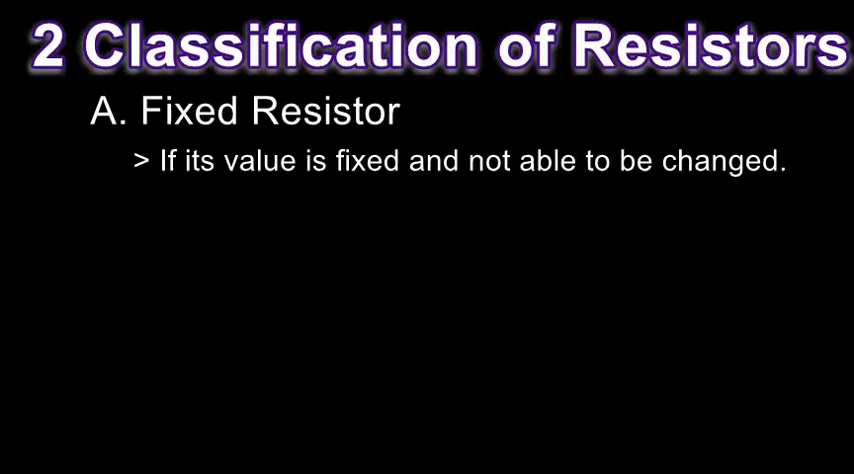 2 Classification of Resistors
A. Fixed Resistor
> If its value is fixed and not able to be changed.